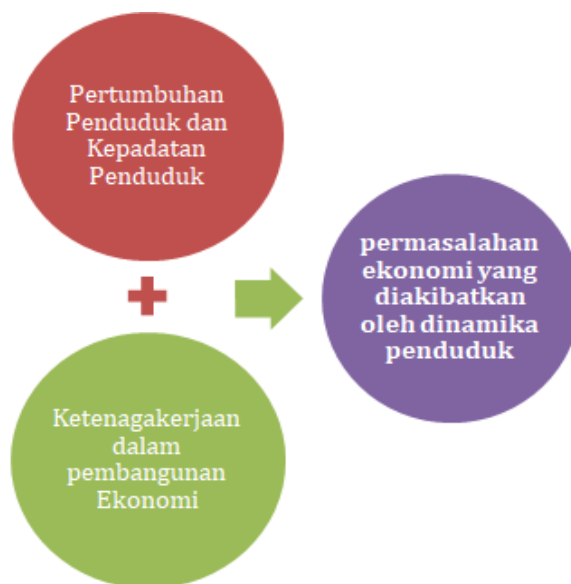 Pertumbuhan
Penduduk dan
Kepadatan
Penduduk
permasalahan
ekonomi yang
diakibatkan
oleh dinamika
penduduk
Ketenagakerjaan
dalam
pembangunan
Ekonomi